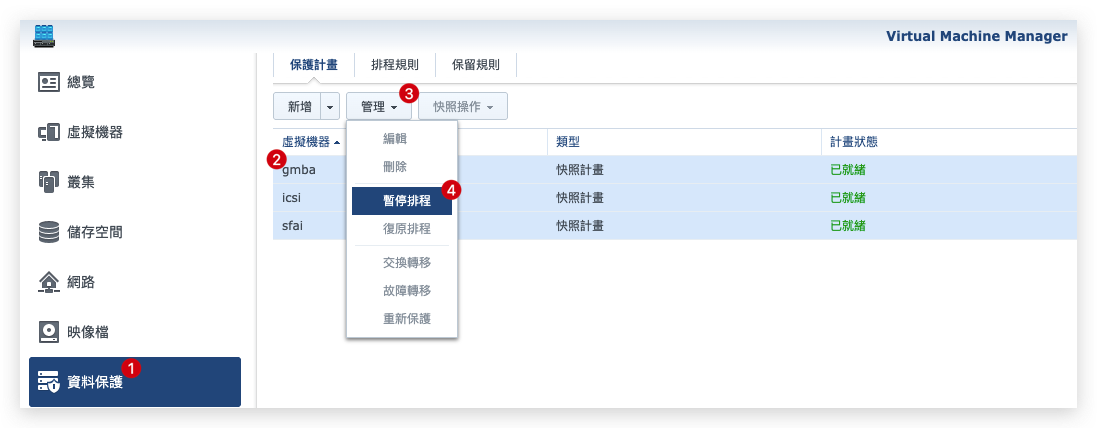 Virtual Machine Manager
總覽
虛擬機器
叢集
儲存空間
網路
映像檔
資料保護 1
保護計畫 排程規則 保留規則
新增 管理 3 快照操作
虛擬機器 類型 計畫狀態
2 gmba 快照計畫 已就緒
icsi 快照計畫 已就緒
sfai 快照計畫 已就緒
編輯
刪除
暫停排程 4
復原排程
交換轉移
故障轉移
重新保護